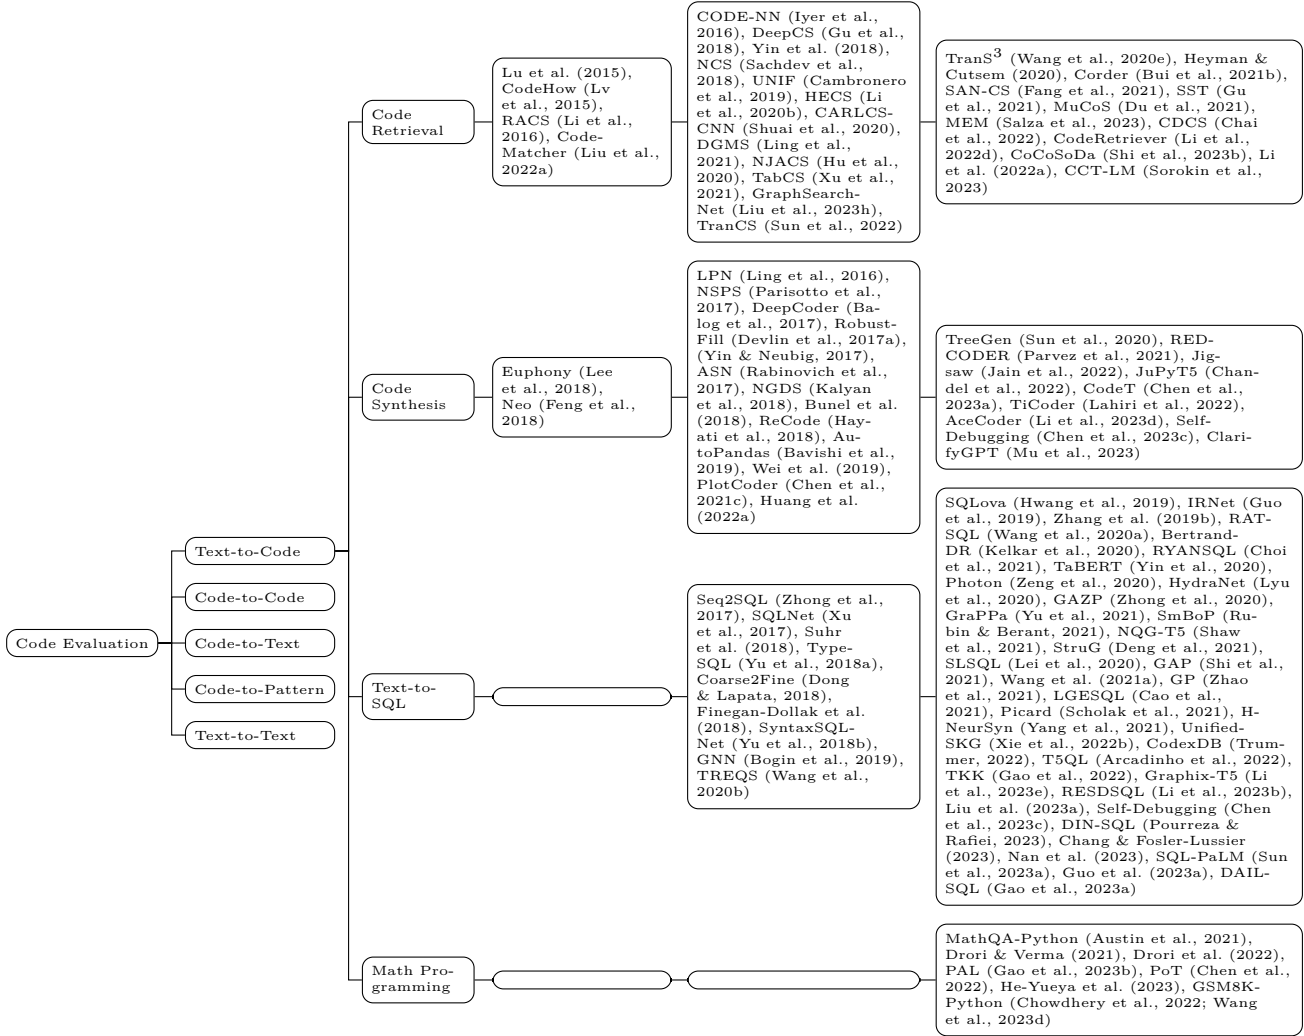 Code Evaluation
Text-to-Code
Code-to-Code
Code-to-Text
Code-to-Pattern
Text-to-Text
Code
Retrieval
Lu et al. (2015),
CodeHow (Lv
et al., 2015),
RACS (Li et al.,
2016), Code-
Matcher (Liu et al.,
2022a)
CODE-NN (Iyer et al.,
2016), DeepCS (Gu et al.,
2018), Yin et al. (2018),
NCS (Sachdev et al.,
2018), UNIF (Cambronero
et al., 2019), HECS (Li
et al., 2020b), CARLCS-
CNN (Shuai et al., 2020),
DGMS (Ling et al.,
2021), NJACS (Hu et al.,
2020), TabCS (Xu et al.,
2021), GraphSearch-
Net (Liu et al., 2023h),
TranCS (Sun et al., 2022)
TranS³ (Wang et al., 2020e), Heyman &
Cutsem (2020), Corder (Bui et al., 2021b),
SAN-CS (Fang et al., 2021), SST (Gu
et al., 2021), MuCoS (Du et al., 2021),
MEM (Salza et al., 2023), CDCS (Chai
et al., 2022), CodeRetriever (Li et al.,
2022d), CoCoSoDa (Shi et al., 2023b), Li
et al. (2022a), CCT-LM (Sorokin et al.,
2023)
Code
Synthesis
Euphony (Lee
et al., 2018),
Neo (Feng et al.,
2018)
LPN (Ling et al., 2016),
NSPS (Parisotto et al.,
2017), DeepCoder (Ba-
log et al., 2017), Robust-
Fill (Devlin et al., 2017a),
(Yin & Neubig, 2017),
ASN (Rabinovich et al.,
2017), NGDS (Kalyan
et al., 2018), Bunel et al.
(2018), ReCode (Hay-
ati et al., 2018), Au-
toPandas (Bavishi et al.,
2019), Wei et al. (2019),
PlotCoder (Chen et al.,
2021c), Huang et al.
(2022a)
TreeGen (Sun et al., 2020), RED-
CODER (Parvez et al., 2021), Jig-
saw (Jain et al., 2022), JuPyT5 (Chan-
del et al., 2022), CodeT (Chen et al.,
2023a), TiCoder (Lahiri et al., 2022),
AceCoder (Li et al., 2023d), Self-
Debugging (Chen et al., 2023c), Clari-
fyGPT (Mu et al., 2023)
Text-to-
SQL
Seq2SQL (Zhong et al.,
2017), SQLNet (Xu
et al., 2017), Suhr
et al. (2018), Type-
SQL (Yu et al., 2018a),
Coarse2Fine (Dong
& Lapata, 2018),
Finegan-Dollak et al.
(2018), SyntaxSQL-
Net (Yu et al., 2018b),
GNN (Bogin et al., 2019),
TREQS (Wang et al.,
2020b)
SQLova (Hwang et al., 2019), IRNet (Guo
et al., 2019), Zhang et al. (2019b), RAT-
SQL (Wang et al., 2020a), Bertrand-
DR (Kelkar et al., 2020), RYANSQL (Choi
et al., 2021), TaBERT (Yin et al., 2020),
Photon (Zeng et al., 2020), HydraNet (Lyu
et al., 2020), GAZP (Zhong et al., 2020),
GraPPa (Yu et al., 2021), SmBoP (Ru-
bin & Berant, 2021), NQG-T5 (Shaw
et al., 2021), StruG (Deng et al., 2021),
SLSQL (Lei et al., 2020), GAP (Shi et al.,
2021), Wang et al. (2021a), GP (Zhao
et al., 2021), LGESQL (Cao et al.,
2021), Picard (Scholak et al., 2021), H-
NeurSyn (Yang et al., 2021), Unified-
SKG (Xie et al., 2022b), CodexDB (Trum-
mer, 2022), T5QL (Arcadinho et al., 2022),
TKK (Gao et al., 2022), Graphix-T5 (Li
et al., 2023e), RESDSQL (Li et al., 2023b),
Liu et al. (2023a), Self-Debugging (Chen
et al., 2023c), DIN-SQL (Pourreza &
Rafiei, 2023), Chang & Fosler-Lussier
(2023), Nan et al. (2023), SQL-PaLM (Sun
et al., 2023a), Guo et al. (2023a), DAIL-
SQL (Gao et al., 2023a)
Math Pro-
gramming
MathQA-Python (Austin et al., 2021),
Drori & Verma (2021), Drori et al. (2022),
PAL (Gao et al., 2023b), PoT (Chen et al.,
2022), He-Yueya et al. (2023), GSM8K-
Python (Chowdhery et al., 2022; Wang
et al., 2023d)